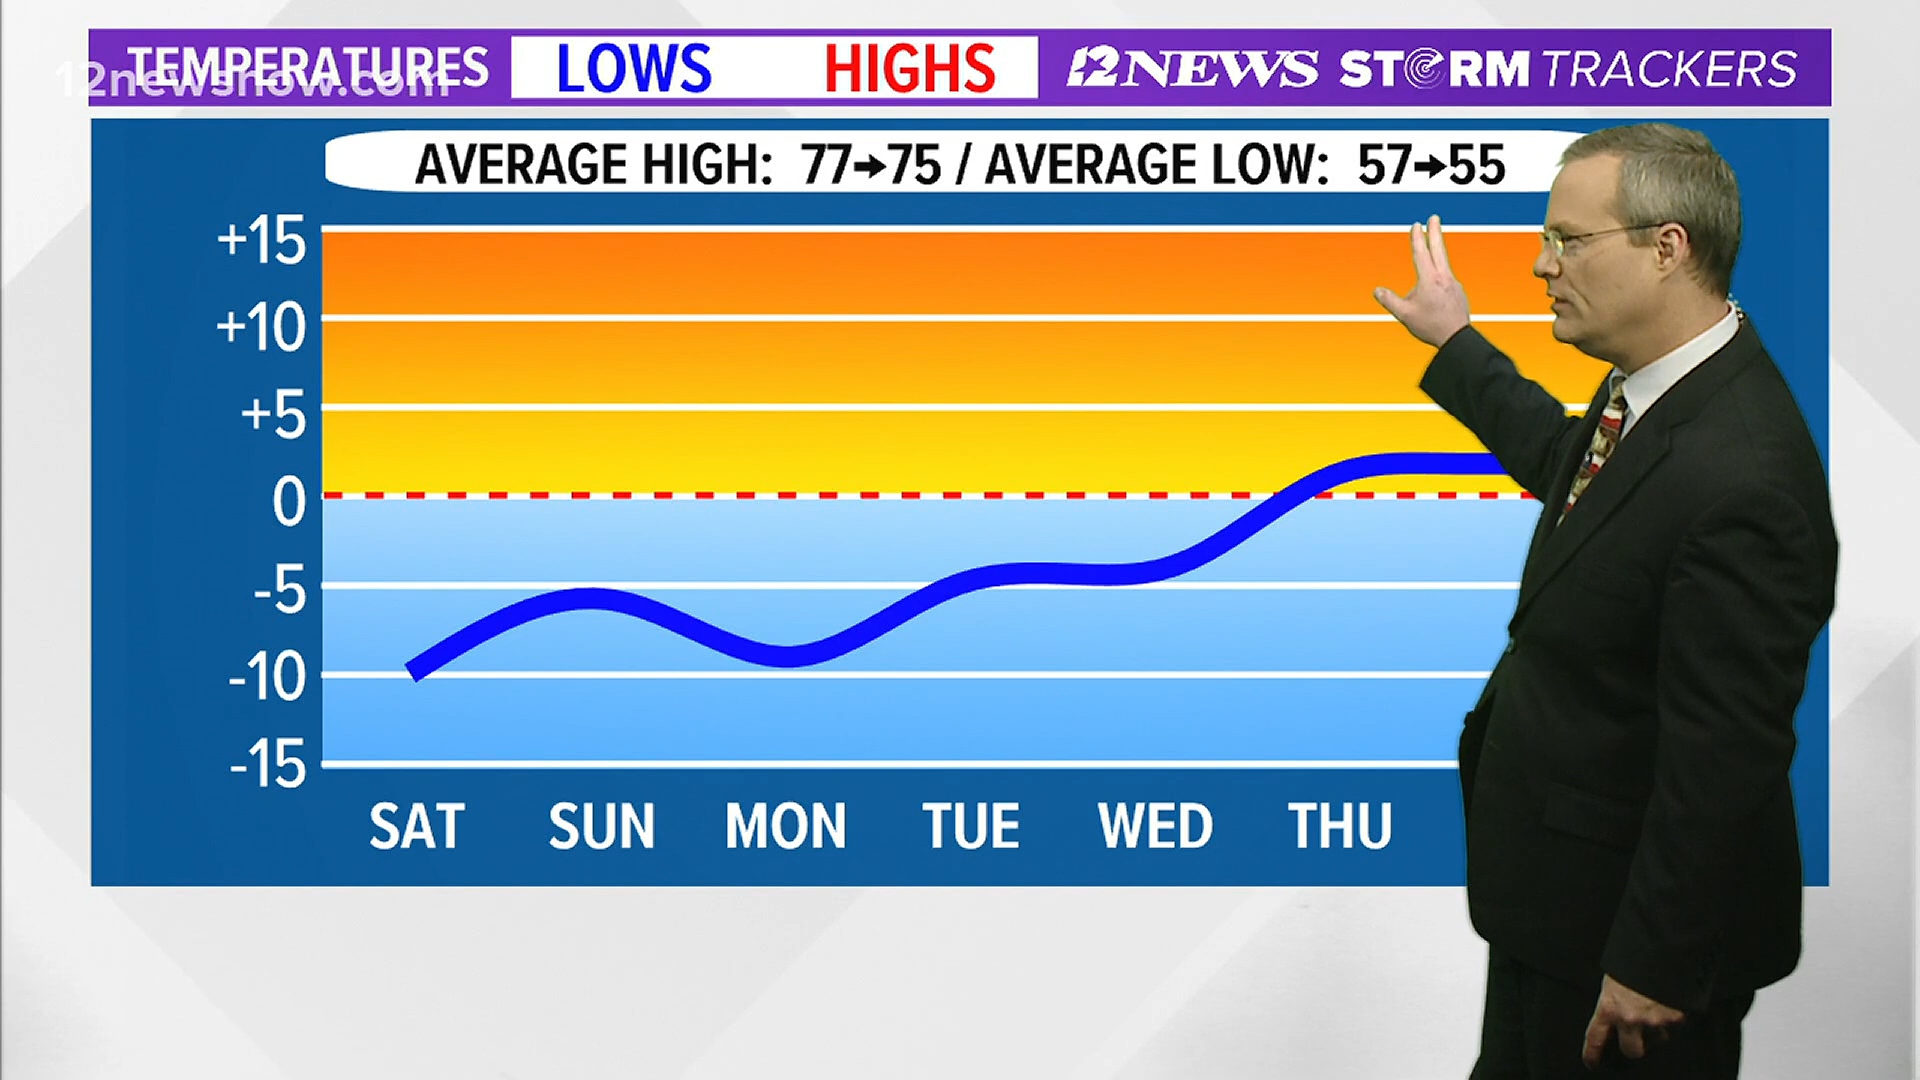 TEMPERATURES LOWS HIGHS 12NEWS STORM TRACKERS
12newsnow.com
AVERAGE HIGH: 77➔75 / AVERAGE LOW: 57➔55
+15
+10
+5
0
-5
-10
-15
SAT SUN MON TUE WED THU